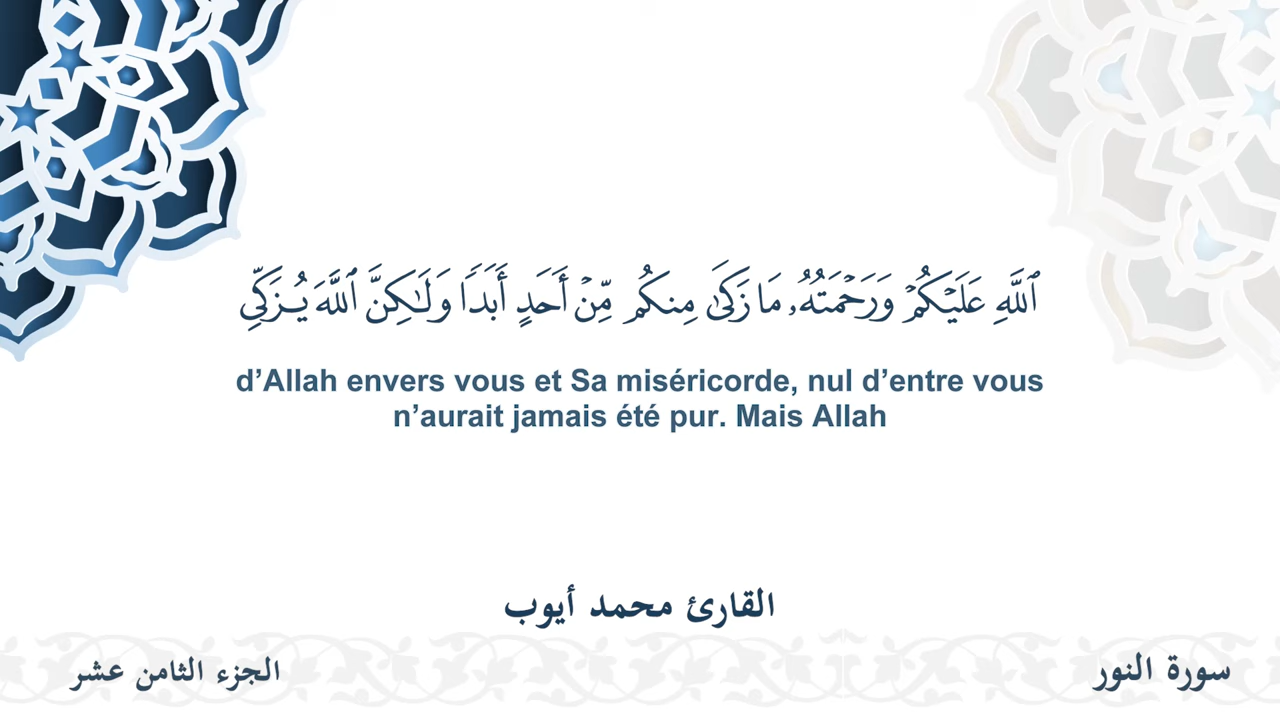 ٱللَّهِ عَلَيْكُمْ وَرَحْمَتُهُۥ مَا زَكَىٰ مِنكُم مِّنْ أَحَدٍ أَبَدًا وَلَـٰكِنَّ ٱللَّهَ يُزَكِّى
d’Allah envers vous et Sa miséricorde, nul d’entre vous
n’aurait jamais été pur. Mais Allah
القارئ محمد أيوب
سورة النور
الجزء الثامن عشر